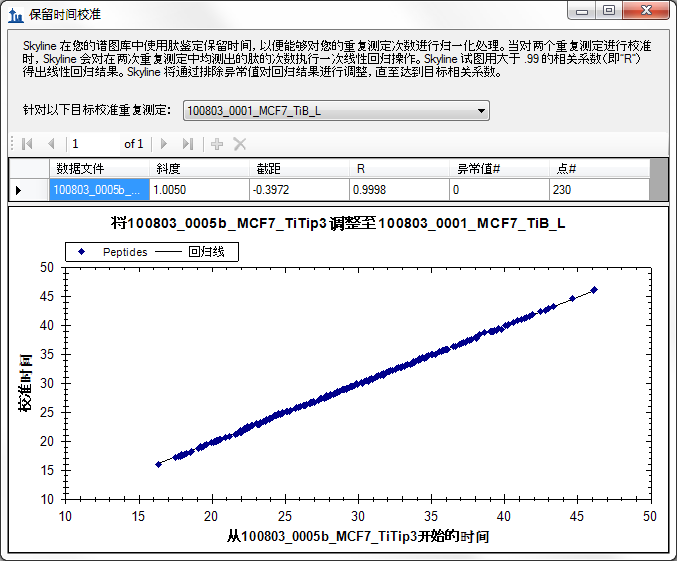 保留时间校准
Skyline 在您的谱图库中使用肽鉴定保留时间，以便能够对您的重复测定次数进行归一化处理。当对两个重复测定进行校准
时，Skyline 会对在两次重复测定中均测出的肽的次数执行一次线性回归操作。Skyline 试图用大于 .99 的相关系数（即“R”）
得出线性回归结果。Skyline 将通过排除异常值对回归结果进行调整，直至达到目标相关系数。
针对以下目标校准重复测定： 100803_0001_MCF7_TiB_L
1 of 1
数据文件 斜度 截距 R 异常值# 点#
100803_0005b_... 1.0050 -0.3972 0.9998 0 230
将100803_0005b_MCF7_TiTip3 调整至100803_0001_MCF7_TiB_L
Peptides 回归线
50
45
40
35
30
25
20
15
10
校准时间
10 15 20 25 30 35 40 45 50
从100803_0005b_MCF7_TiTip3开始的时间